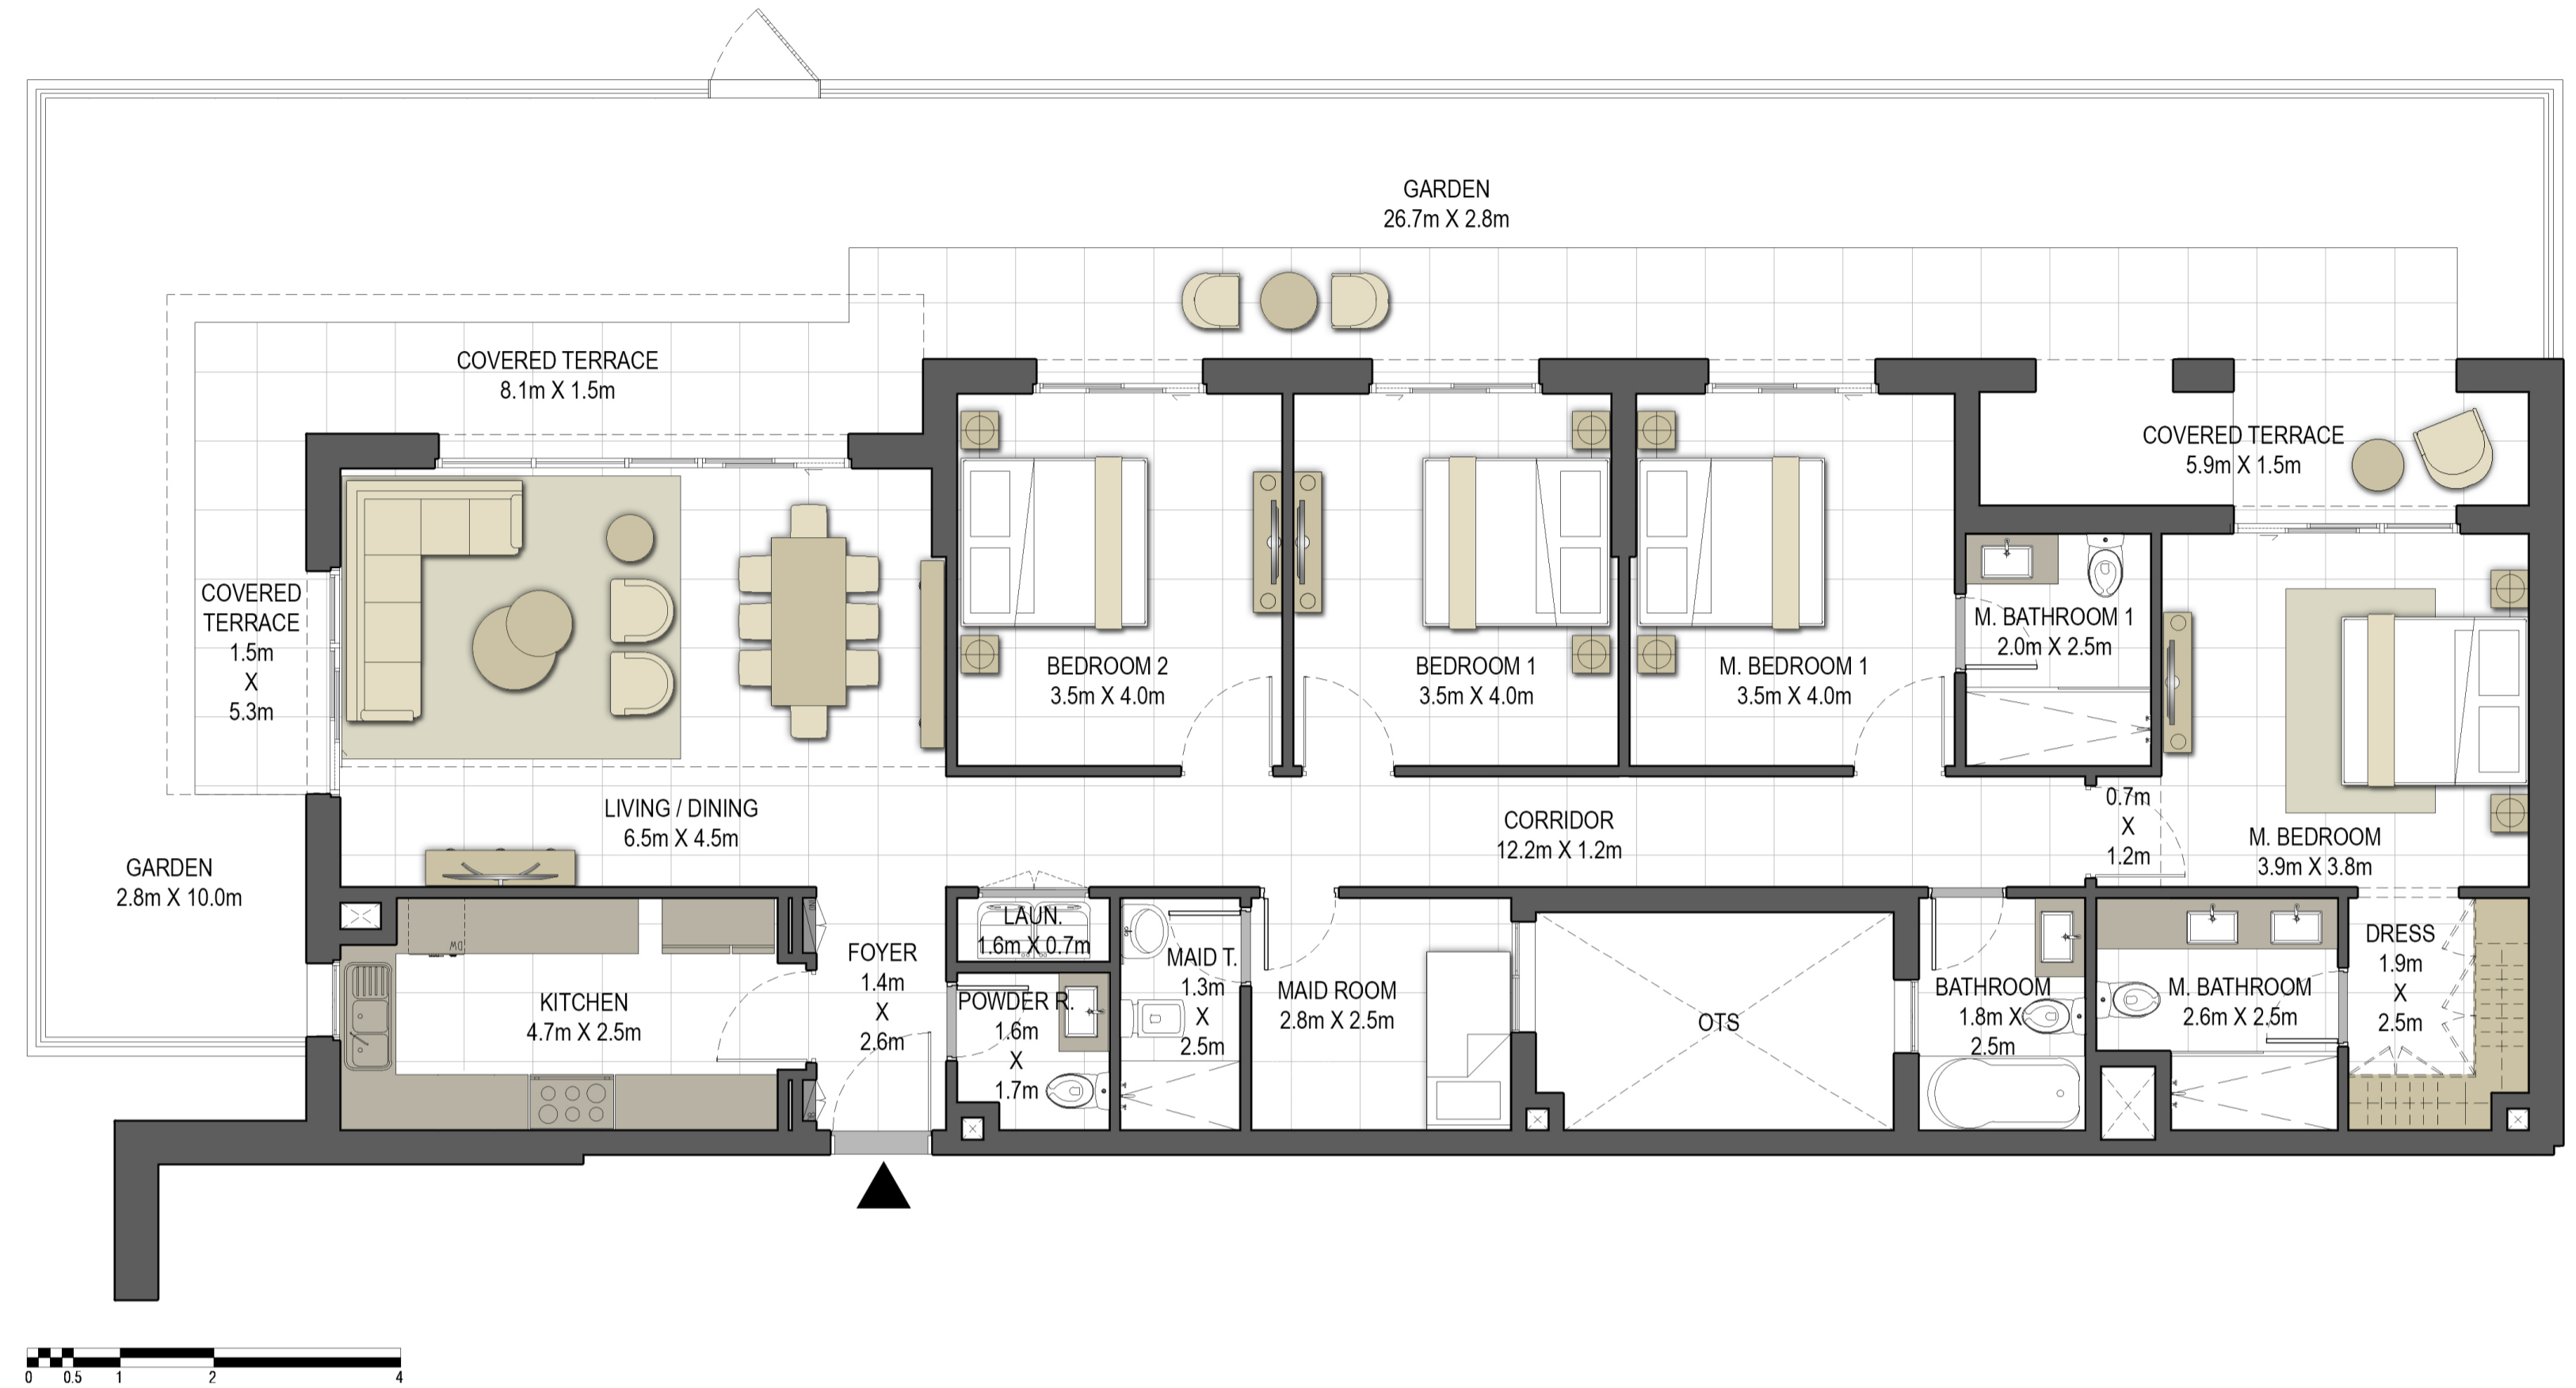 GARDEN
26.7m X 2.8m
COVERED TERRACE
8.1m X 1.5m
COVERED TERRACE
5.9m X 1.5m
COVERED
TERRACE
1.5m
X
5.3m
BEDROOM 2
3.5m X 4.0m
BEDROOM 1
3.5m X 4.0m
M. BEDROOM 1
3.5m X 4.0m
M. BATHROOM 1
2.0m X 2.5m
LIVING / DINING
6.5m X 4.5m
CORRIDOR
12.2m X 1.2m
0.7m
X
1.2m
M. BEDROOM
3.9m X 3.8m
GARDEN
2.8m X 10.0m
KITCHEN
4.7m X 2.5m
DW
FOYER
1.4m
X
2.6m
LAUN.
1.6m X 0.7m
POWDER R.
1.6m
X
1.7m
MAID T.
1.3m
X
2.5m
MAID ROOM
2.8m X 2.5m
OTS
BATHROOM
1.8m X
2.5m
M. BATHROOM
2.6m X 2.5m
DRESS
1.9m
X
2.5m
0 0.5 1 2 4